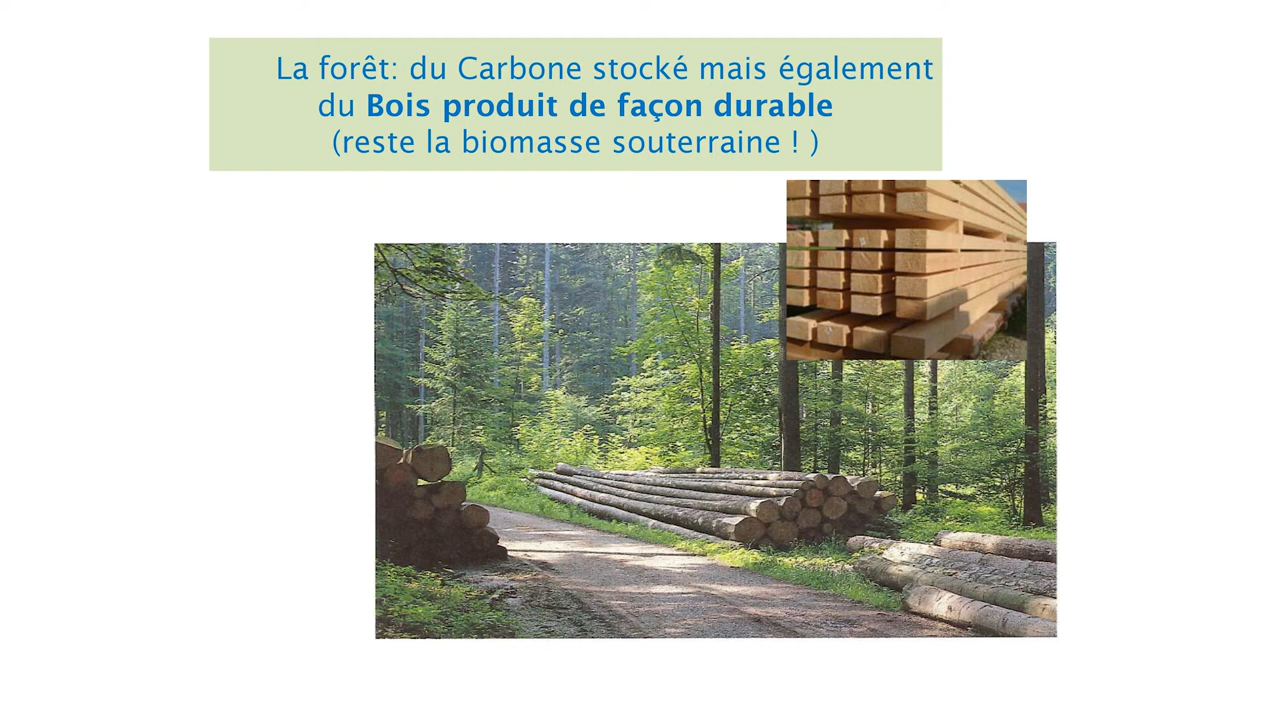 La forêt: du Carbone stocké mais également
du Bois produit de façon durable
(reste la biomasse souterraine ! )